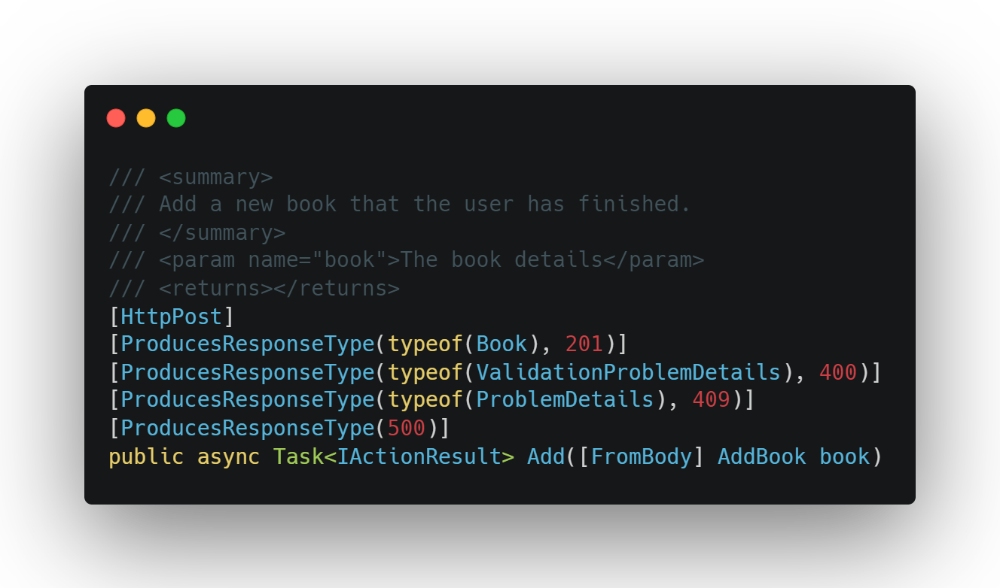 /// <summary>
/// Add a new book that the user has finished.
/// </summary>
/// <param name="book">The book details</param>
/// <returns></returns>
[HttpPost]
[ProducesResponseType(typeof(Book), 201)]
[ProducesResponseType(typeof(ValidationProblemDetails), 400)]
[ProducesResponseType(typeof(ProblemDetails), 409)]
[ProducesResponseType(500)]
public async Task<IActionResult> Add([FromBody] AddBook book)